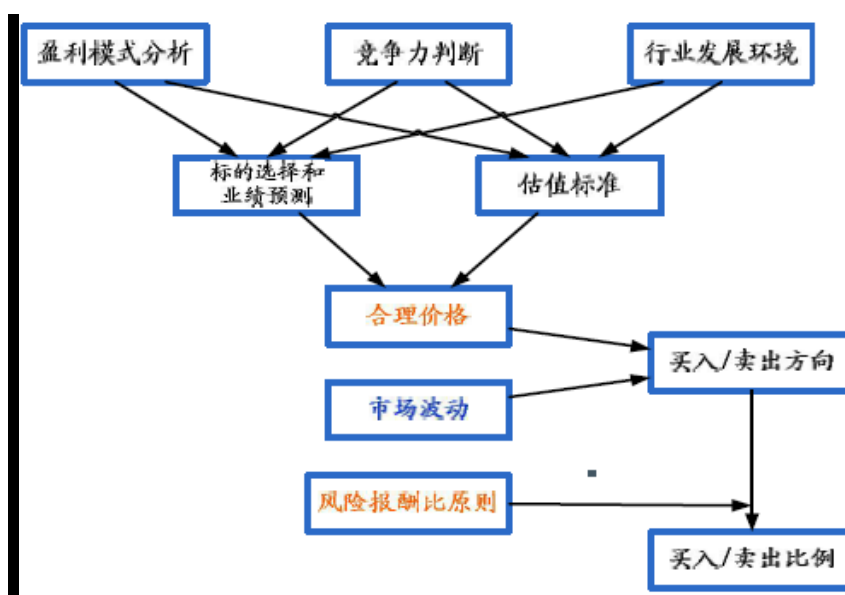 盈利模式分析
竞争力判断
行业发展环境
标的选择和
业绩预测
估值标准
合理价格
买入/卖出方向
市场波动
风险报酬比原则
买入/卖出比例